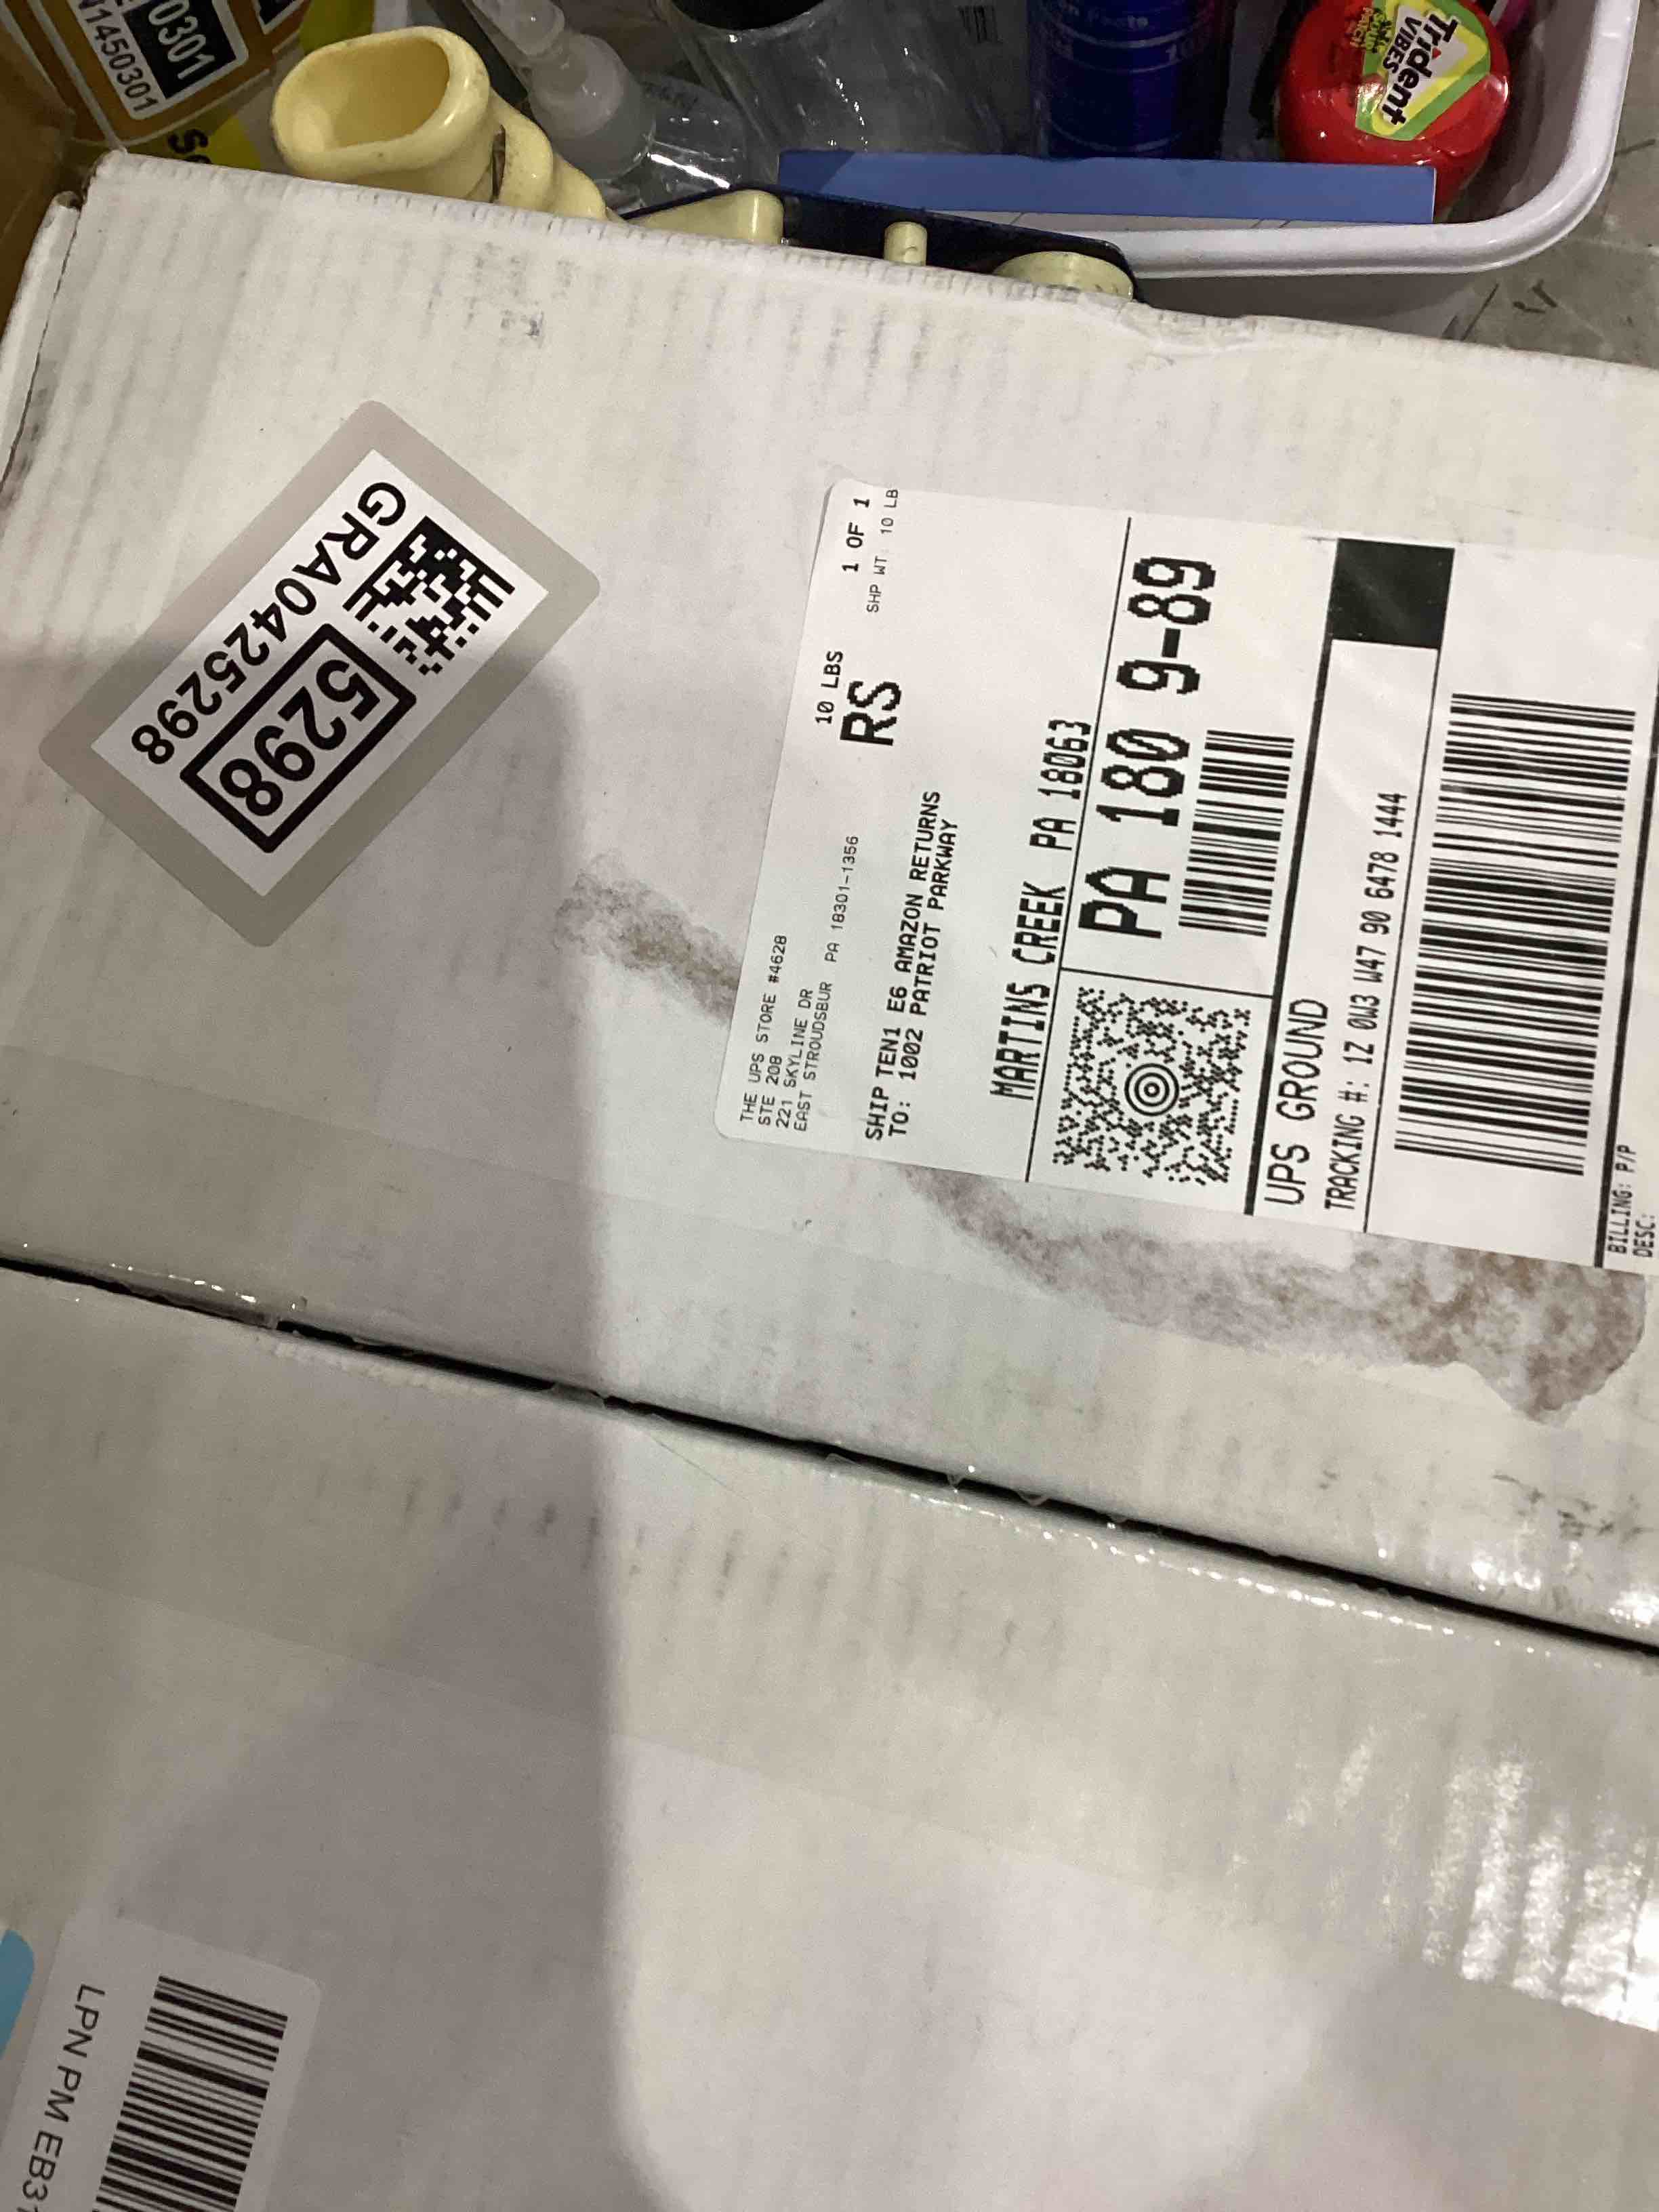 0301
N1450301
Trident
VIBES
SOUR
PATCH
GRA0425298
5298
THE UPS STORE #4628
STE 208
221 SKYLINE DR
EAST STROUDSBUR PA 18301-1356
10 LBS
1 OF 1
RS
SHP WT: 10 LB
SHIP TEN1 E6 AMAZON RETURNS
TO: 1002 PATRIOT PARKWAY
MARTINS CREEK PA 18063
PA 180 9-89
UPS GROUND
TRACKING #: 1Z 0W3 W47 90 6478 1444
BILLING: P/P
DESC:
LPN PM EB31